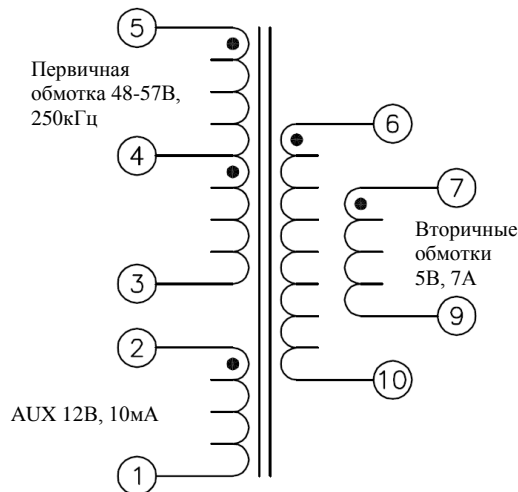 5
Первичная
обмотка 48-57В,
250кГц
4
3
2
AUX 12В, 10мА
1
6
7
Вторичные
обмотки
5В, 7А
9
10